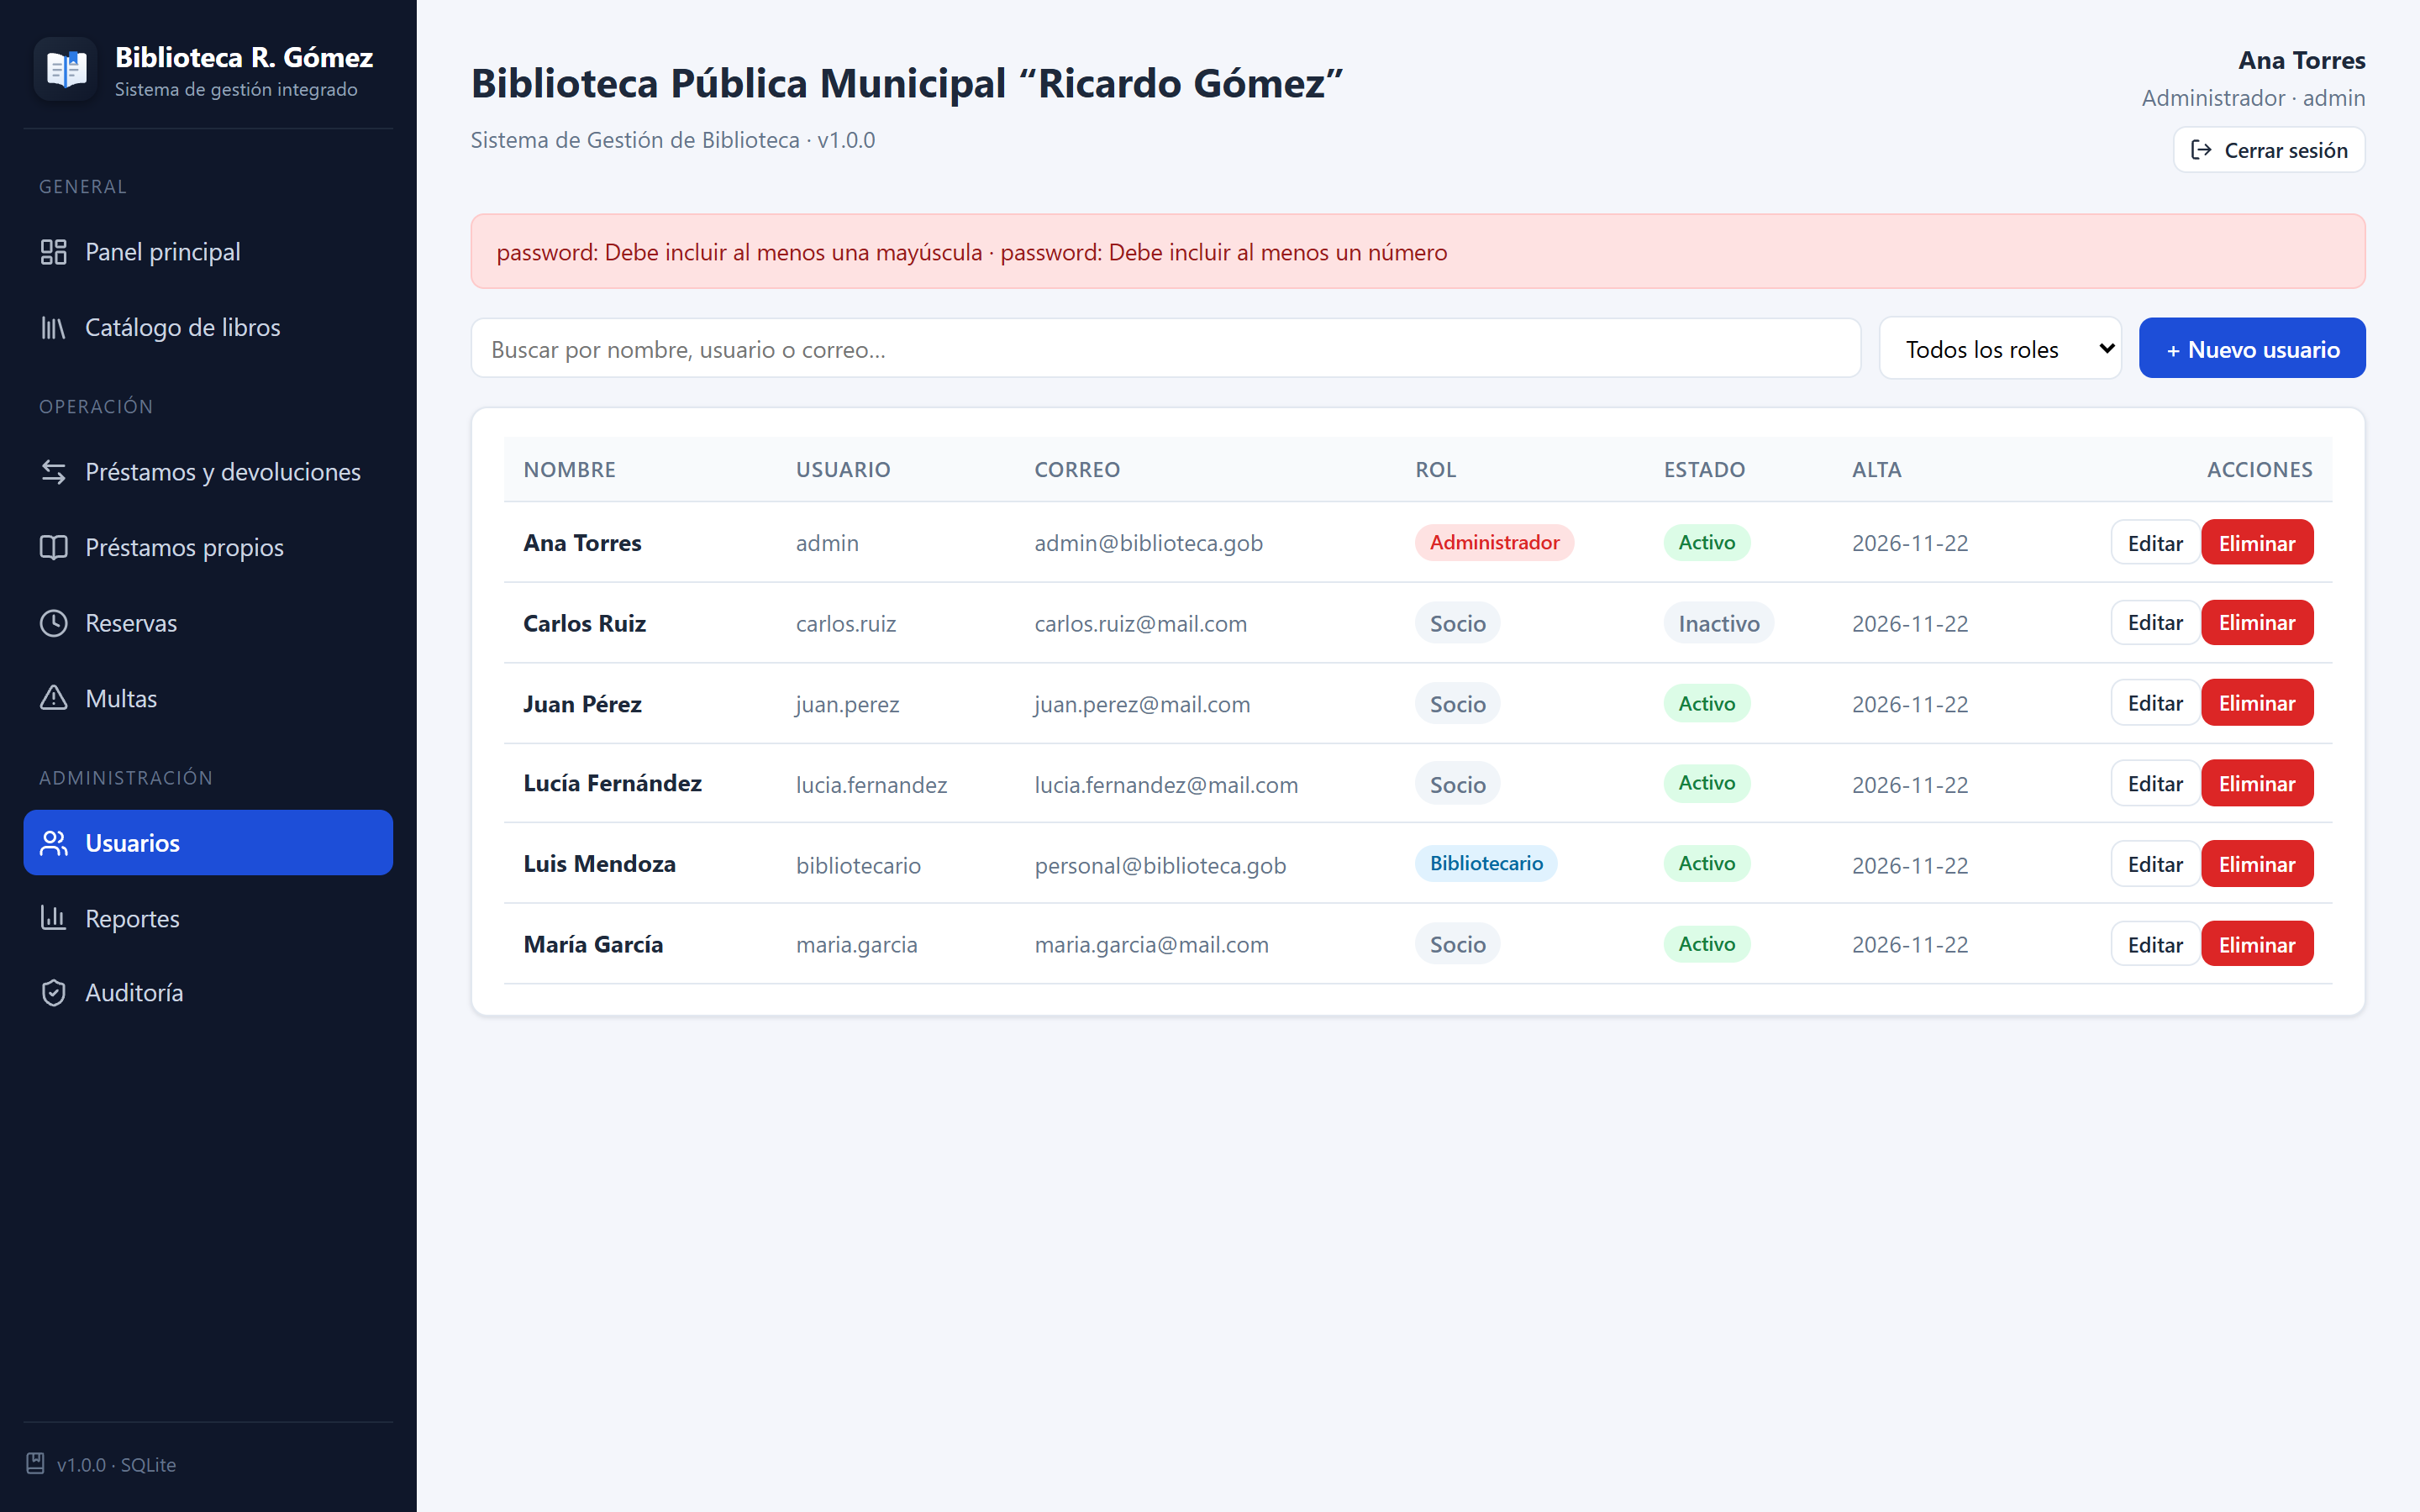 Biblioteca R. Gómez
Sistema de gestión integrado
GENERAL
Panel principal
Catálogo de libros
OPERACIÓN
Préstamos y devoluciones
Préstamos propios
Reservas
Multas
ADMINISTRACIÓN
Usuarios
Reportes
Auditoría
v1.0.0 · SQLite
Biblioteca Pública Municipal “Ricardo Gómez”
Sistema de Gestión de Biblioteca · v1.0.0
Ana Torres
Administrador · admin
Cerrar sesión
password: Debe incluir al menos una mayúscula · password: Debe incluir al menos un número
Buscar por nombre, usuario o correo... Todos los roles + Nuevo usuario
NOMBRE USUARIO CORREO ROL ESTADO ALTA ACCIONES
Ana Torres admin admin@biblioteca.gob Administrador Activo 2026-11-22 Editar Eliminar
Carlos Ruiz carlos.ruiz carlos.ruiz@mail.com Socio Inactivo 2026-11-22 Editar Eliminar
Juan Pérez juan.perez juan.perez@mail.com Socio Activo 2026-11-22 Editar Eliminar
Lucía Fernández lucia.fernandez lucia.fernandez@mail.com Socio Activo 2026-11-22 Editar Eliminar
Luis Mendoza bibliotecario personal@biblioteca.gob Bibliotecario Activo 2026-11-22 Editar Eliminar
María García maria.garcia maria.garcia@mail.com Socio Activo 2026-11-22 Editar Eliminar